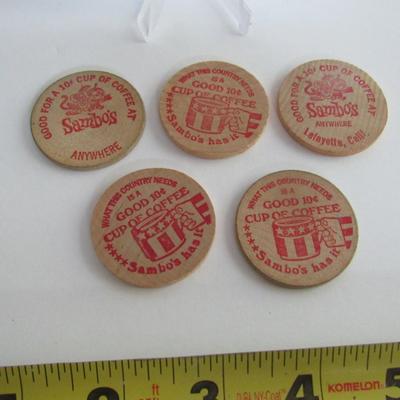 GOOD FOR A 10¢ CUP OF COFFEE AT
Sambo's
ANYWHERE
WHAT THIS COUNTRY NEEDS
IS A
GOOD 10¢
CUP OF COFFEE
Sambo's has it
GOOD FOR A 10¢ CUP OF COFFEE AT
Sambo's
ANYWHERE
Lafayette, Calif.
WHAT THIS COUNTRY NEEDS
IS A
GOOD 10¢
CUP OF COFFEE
Sambo's has it
WHAT THIS COUNTRY NEEDS
IS A
GOOD 10¢
CUP OF COFFEE
Sambo's has it
1 2 3 4 5
ft
KOMELON